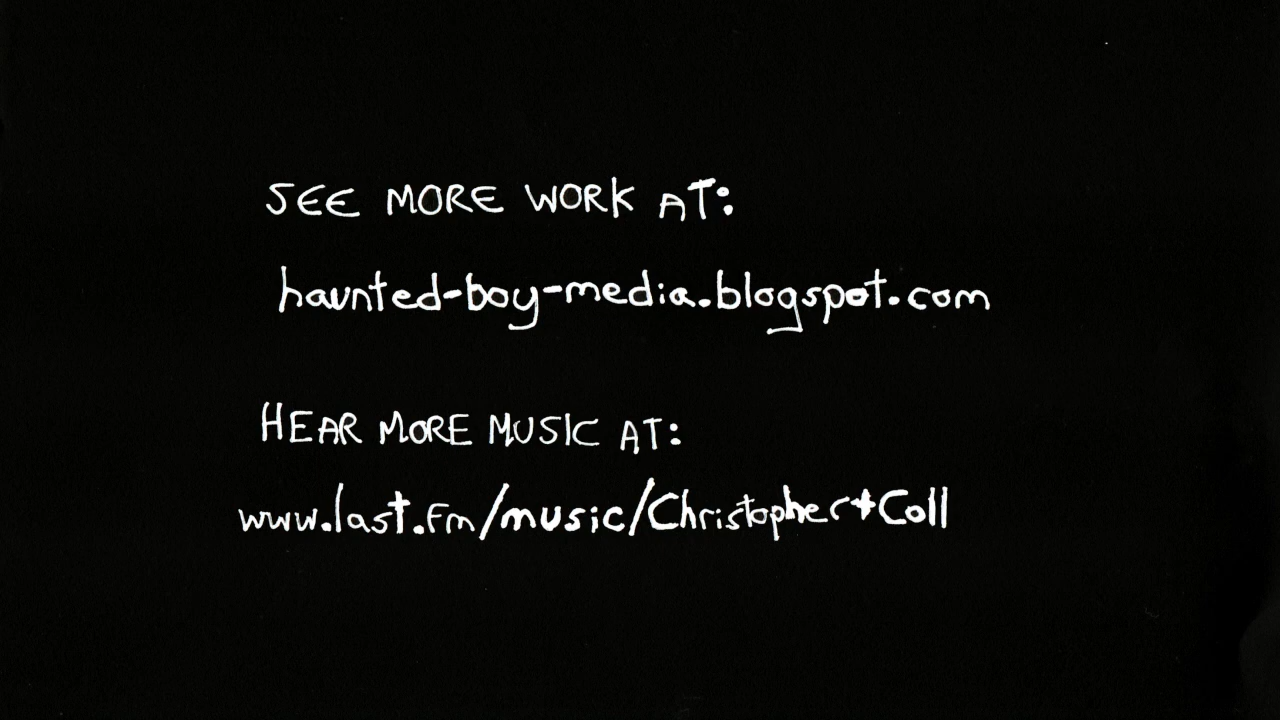 SEE MORE WORK AT:
haunted-boy-media.blogspot.com
HEAR MORE MUSIC AT:
www.last.fm/music/Christopher+Coll